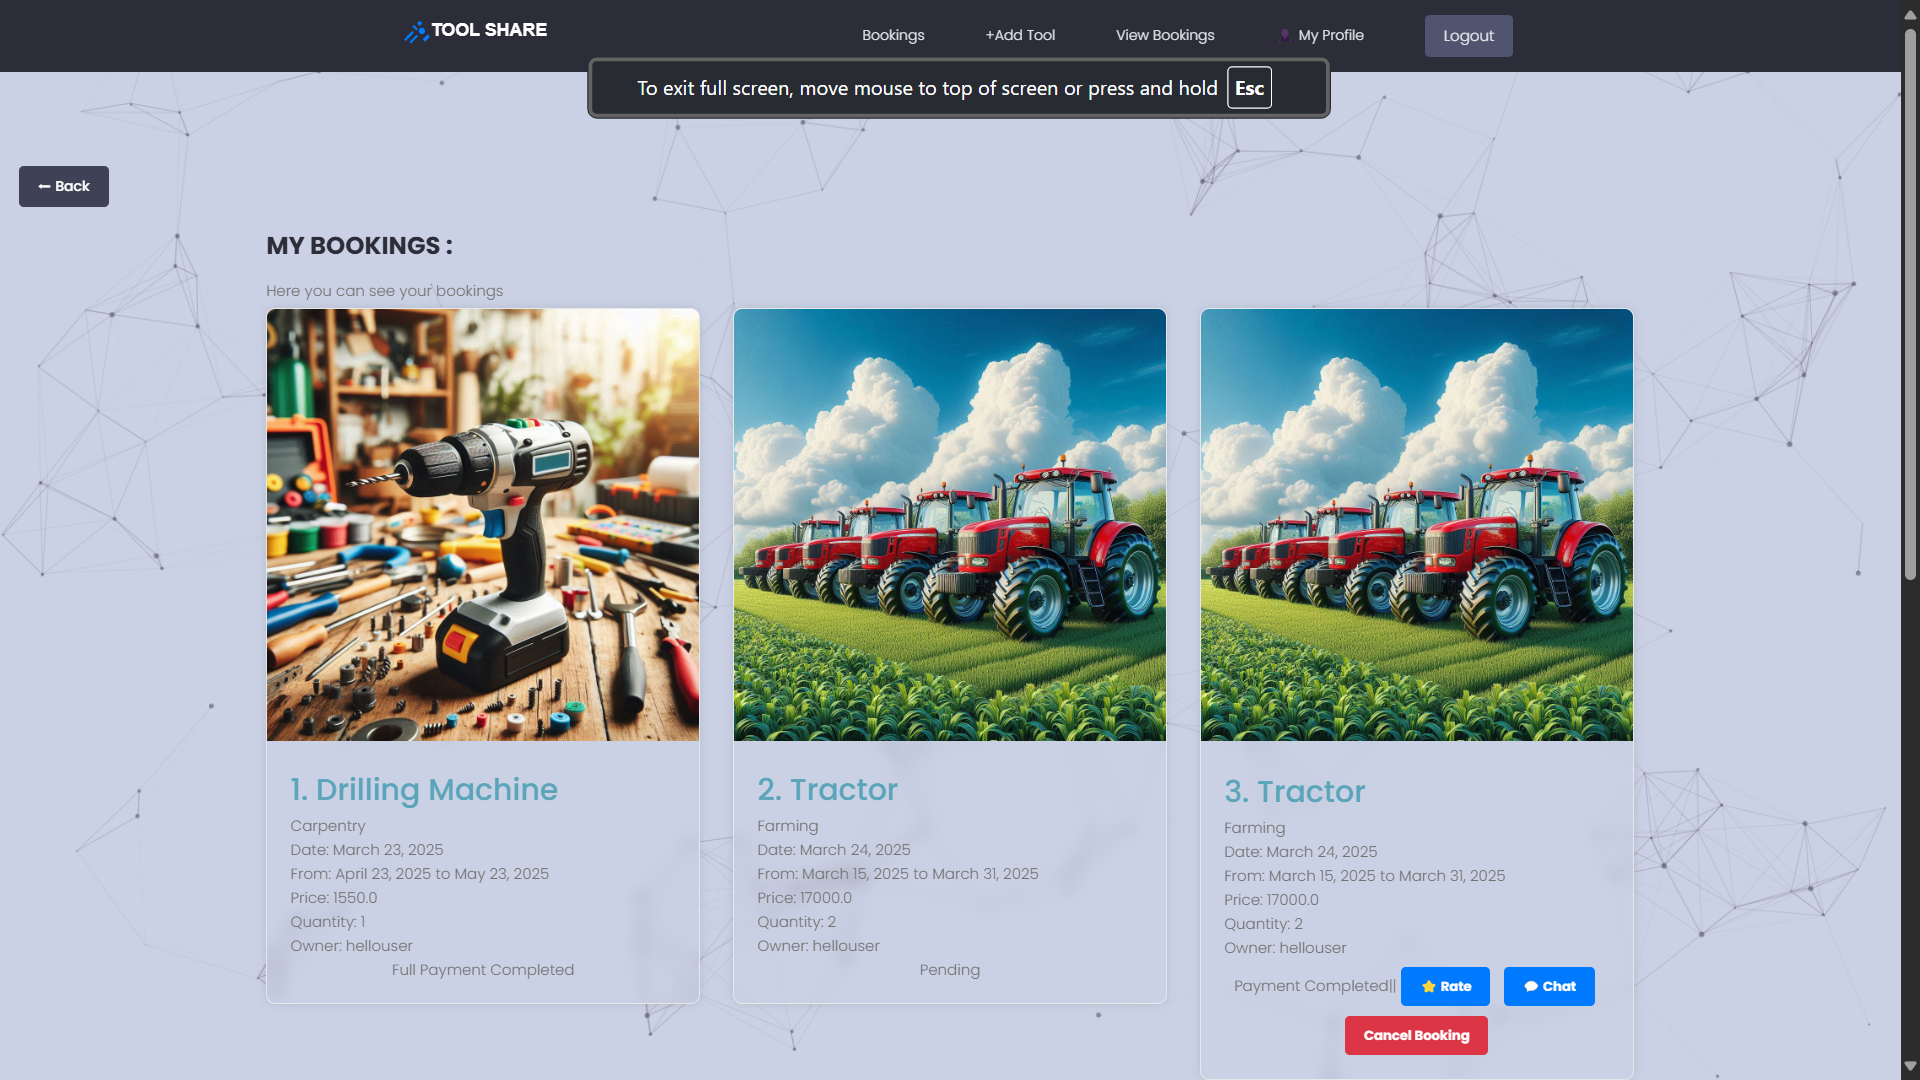 TOOL SHARE
Bookings
+Add Tool
View Bookings
My Profile
Logout
To exit full screen, move mouse to top of screen or press and hold Esc
Back
MY BOOKINGS :
Here you can see your bookings
1. Drilling Machine
Carpentry
Date: March 23, 2025
From: April 23, 2025 to May 23, 2025
Price: 1550.0
Quantity: 1
Owner: hellouser
Full Payment Completed
2. Tractor
Farming
Date: March 24, 2025
From: March 15, 2025 to March 31, 2025
Price: 17000.0
Quantity: 2
Owner: hellouser
Pending
3. Tractor
Farming
Date: March 24, 2025
From: March 15, 2025 to March 31, 2025
Price: 17000.0
Quantity: 2
Owner: hellouser
Payment Completed||
Rate
Chat
Cancel Booking